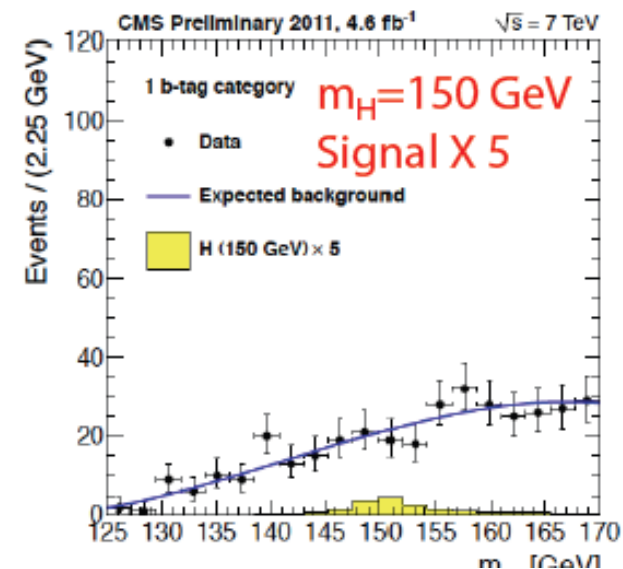 CMS Preliminary 2011, 4.6 fb⁻¹ √s = 7 TeV
Events / (2.25 GeV)
120
100
80
60
40
20
0
1 b-tag category
m_H=150 GeV
Data
Signal X 5
Expected background
H (150 GeV) × 5
125 130 135 140 145 150 155 160 165 170
m [GeV]